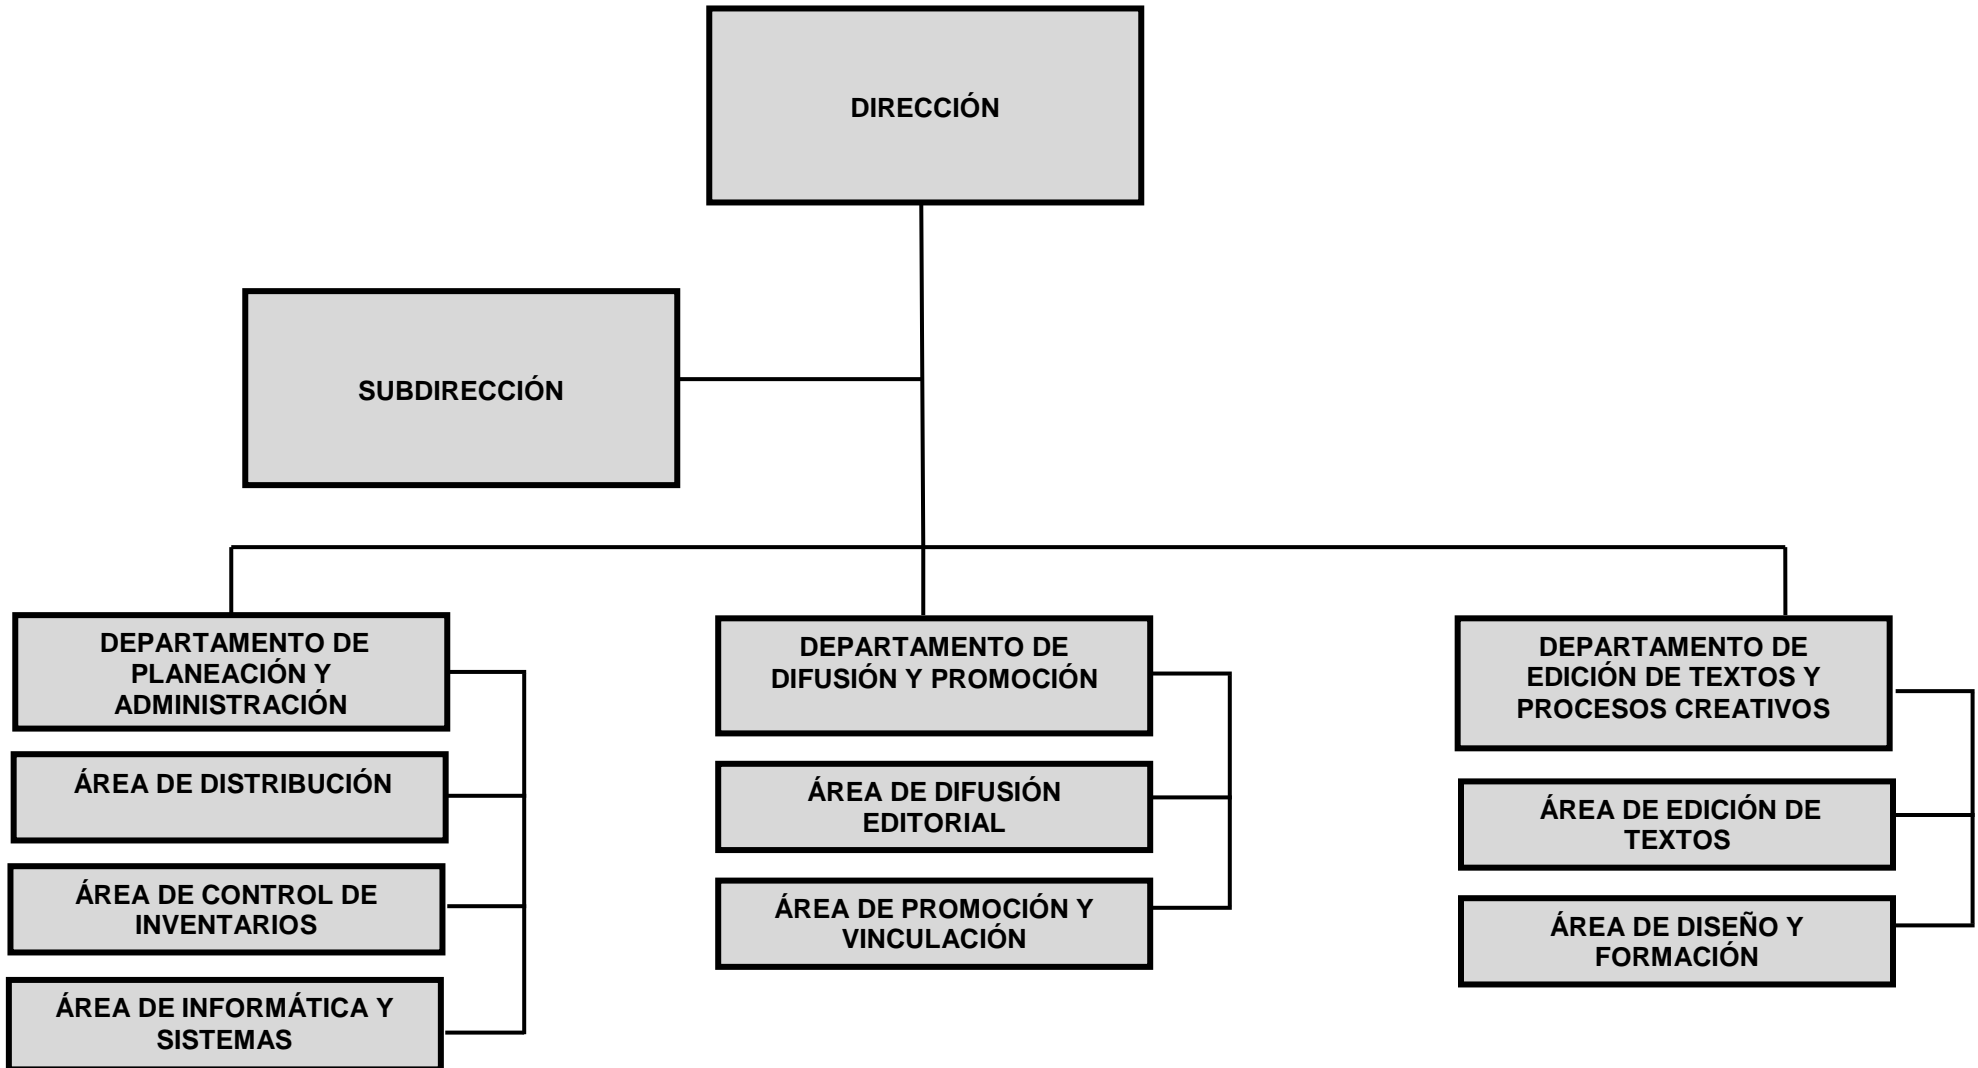 DIRECCIÓN
SUBDIRECCIÓN
DEPARTAMENTO DE
PLANEACIÓN Y
ADMINISTRACIÓN
ÁREA DE DISTRIBUCIÓN
ÁREA DE CONTROL DE
INVENTARIOS
ÁREA DE INFORMÁTICA Y
SISTEMAS
DEPARTAMENTO DE
DIFUSIÓN Y PROMOCIÓN
ÁREA DE DIFUSIÓN
EDITORIAL
ÁREA DE PROMOCIÓN Y
VINCULACIÓN
DEPARTAMENTO DE
EDICIÓN DE TEXTOS Y
PROCESOS CREATIVOS
ÁREA DE EDICIÓN DE
TEXTOS
ÁREA DE DISEÑO Y
FORMACIÓN